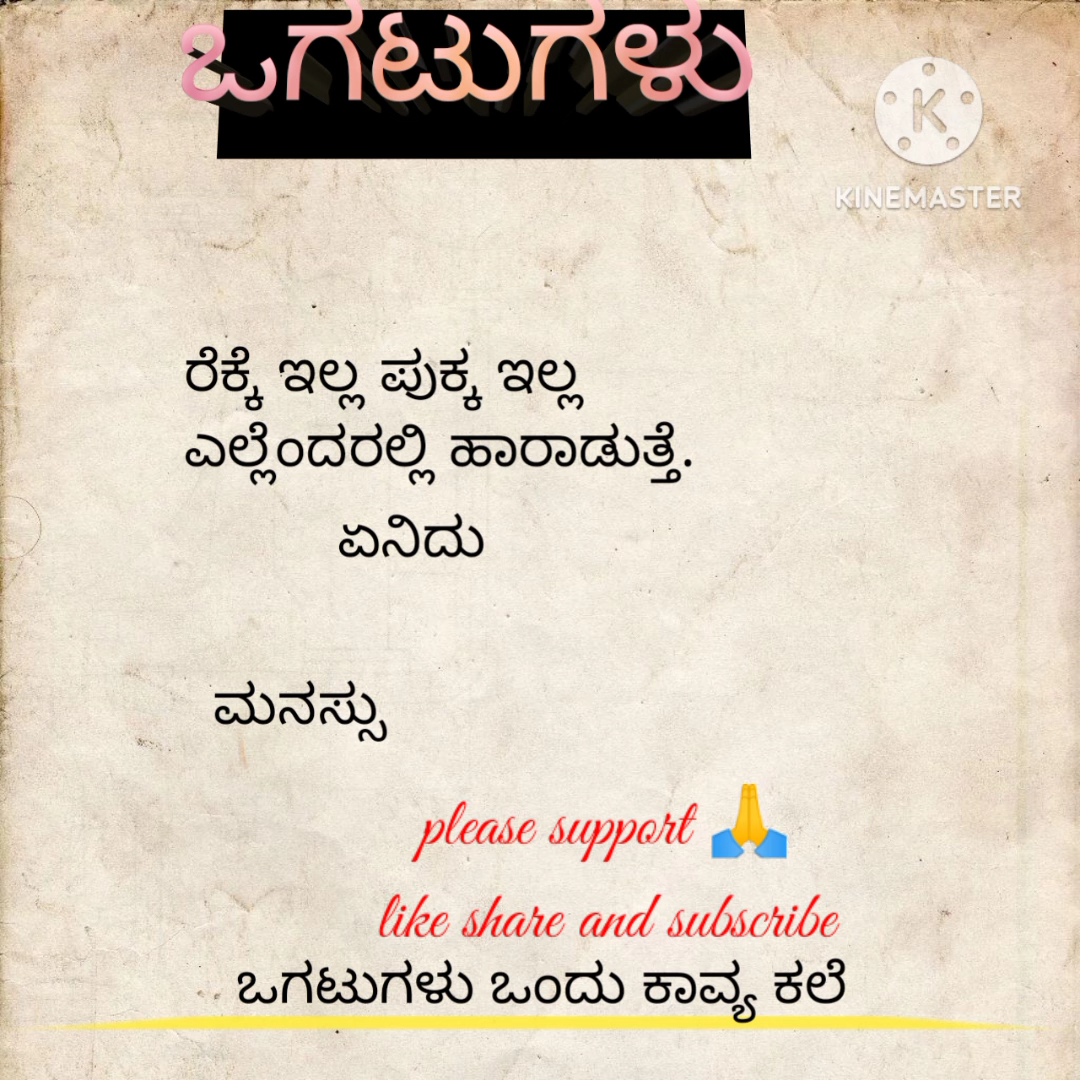 ಒಗಟುಗಳು
K
KINEMASTER
ರೆಕ್ಕೆ ಇಲ್ಲ ಪುಕ್ಕ ಇಲ್ಲ
ಎಲ್ಲೆಂದರಲ್ಲಿ ಹಾರಾಡುತ್ತೆ.
ಏನಿದು
ಮನಸ್ಸು
please support 🙏
like share and subscribe
ಒಗಟುಗಳು ಒಂದು ಕಾವ್ಯ ಕಲೆ